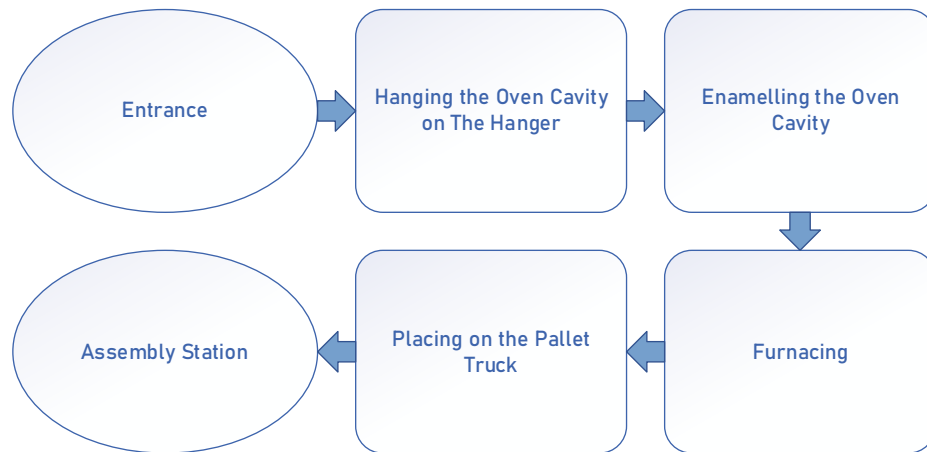 Entrance
Hanging the Oven Cavity
on The Hanger
Enamelling the Oven
Cavity
Assembly Station
Placing on the Pallet
Truck
Furnacing